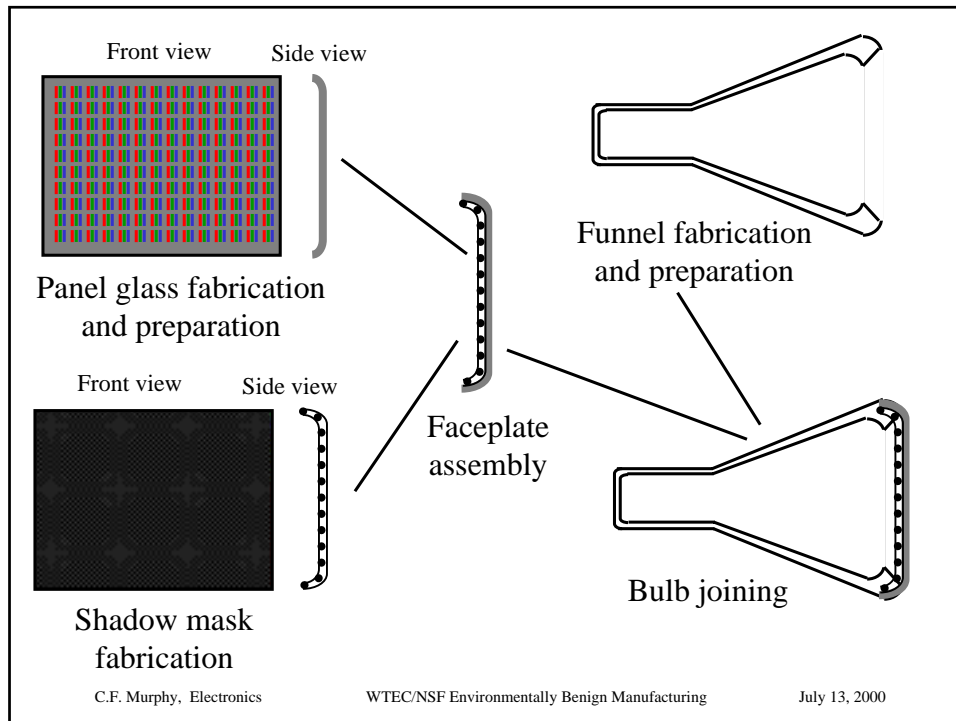 Front view
Side view
Panel glass fabrication
and preparation
Front view
Side view
Shadow mask
fabrication
Faceplate
assembly
Funnel fabrication
and preparation
Bulb joining
C.F. Murphy, Electronics
WTEC/NSF Environmentally Benign Manufacturing
July 13, 2000